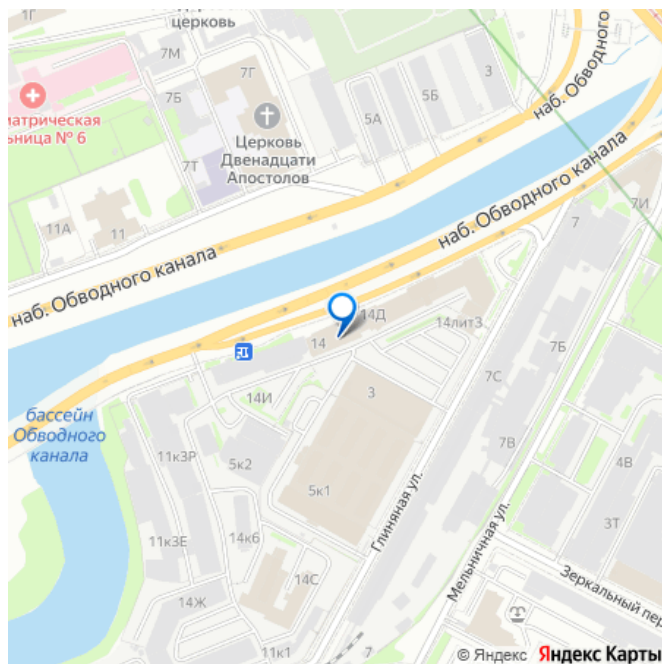 1Г
церковь
7М
3
7Г
7Б
5Б
5А
иатрическая
льница № 6
Церковь
Двенадцати
Апостолов
7Т
наб. Обводного
наб. Обводного канала
11А
11
7И
7
наб. Обводного канала
14Д
14
14лит3
7Б
3
7С
14И
бассейн
Обводного
канала
11к3Р
5к2
7В
4В
5к1
Глиняная ул.
3Т
11к3Е
14к6
Мельничная ул.
14С
Зеркальный пер
14Ж
11к1
7
© Яндекс Яндекс Карты